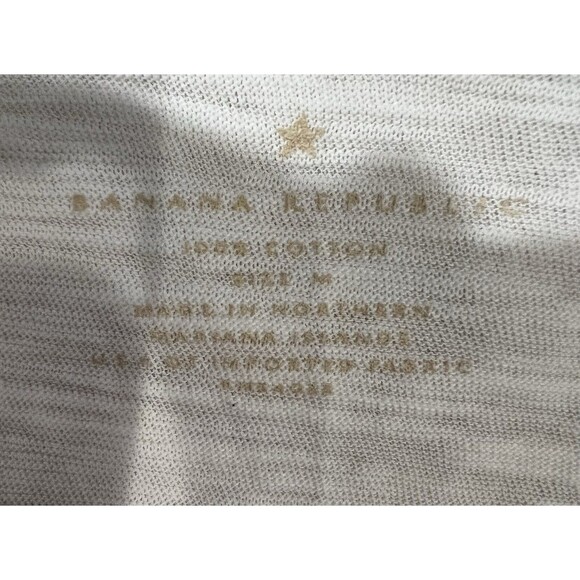 BANANA REPUBLIC
100% COTTON
SIZE M
MADE IN NORTHERN
MARIANA ISLANDS
U.S.A OF IMPORTED FABRIC